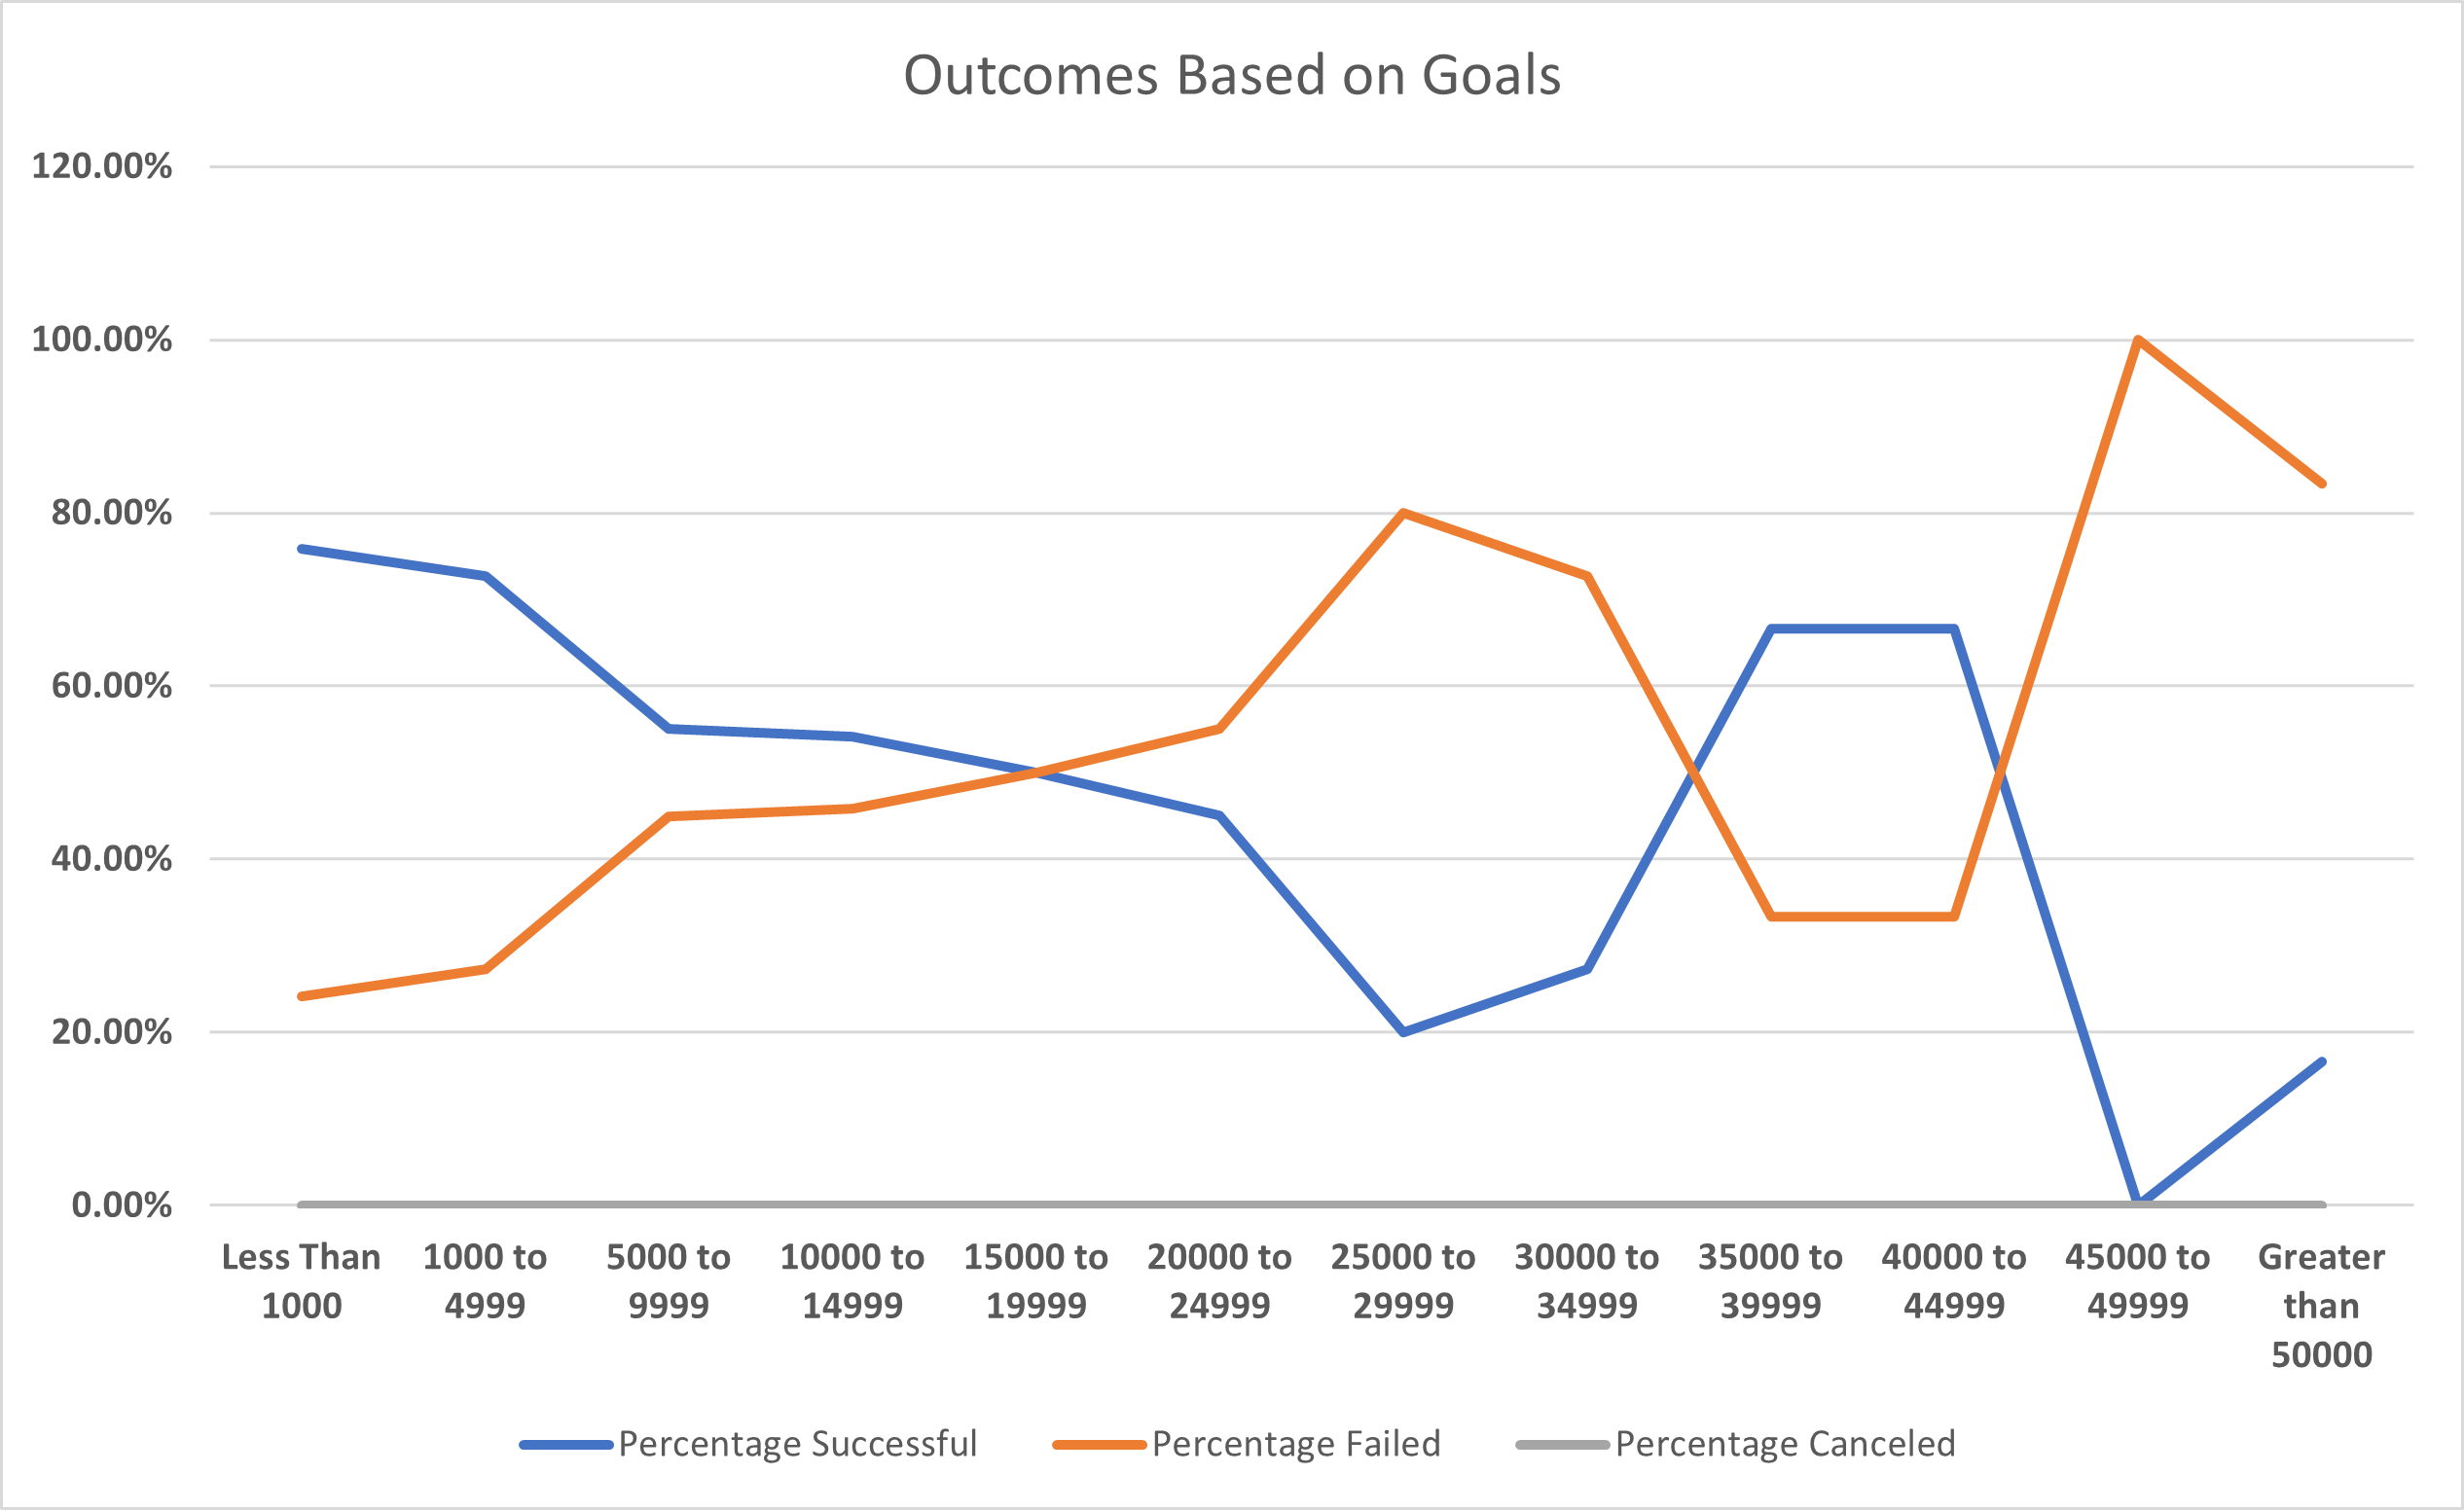 Outcomes Based on Goals
120.00%
100.00%
80.00%
60.00%
40.00%
20.00%
0.00%
Less Than 1000
1000 to 4999
5000 to 9999
10000 to 14999
15000 to 19999
20000 to 24999
25000 to 29999
30000 to 34999
35000 to 39999
40000 to 44999
45000 to 49999
Greater than 50000
Percentage Successful
Percentage Failed
Percentage Canceled